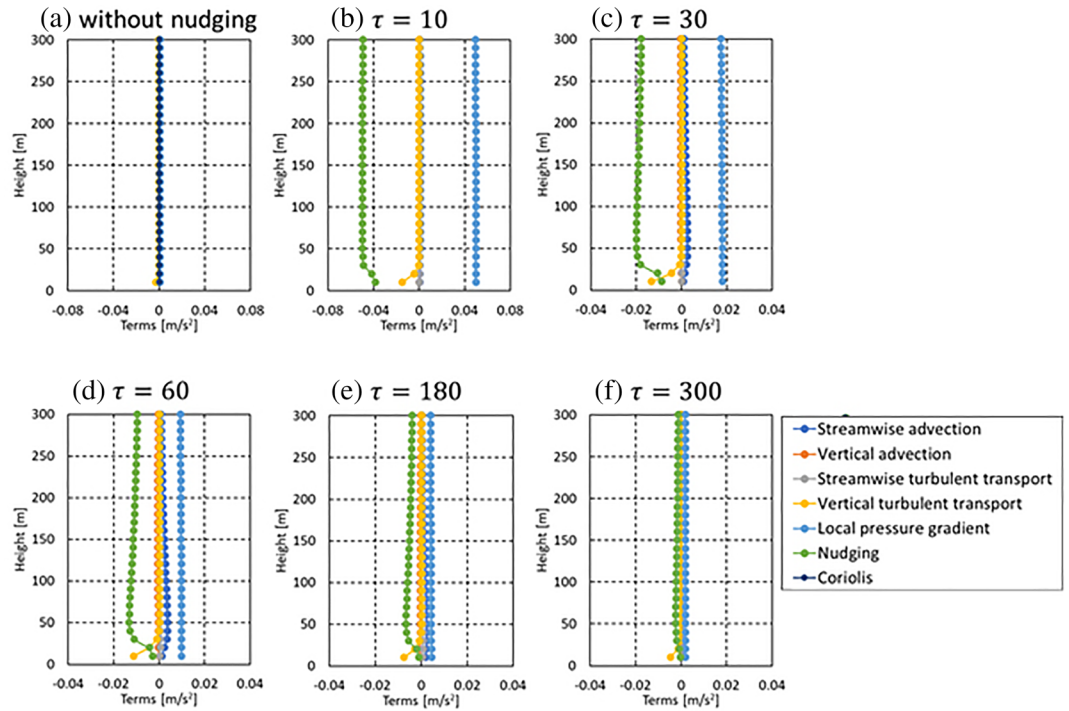 (a) without nudging
(b) τ = 10
(c) τ = 30
300
250
200
150
100
50
0
Height [m]
-0.08 -0.04 0 0.04 0.08
Terms [m/s²]
300
250
200
150
100
50
0
Height [m]
-0.08 -0.04 0 0.04 0.08
Terms [m/s²]
300
250
200
150
100
50
0
Height [m]
-0.04 -0.02 0 0.02 0.04
Terms [m/s²]
(d) τ = 60
(e) τ = 180
(f) τ = 300
300
250
200
150
100
50
0
Height [m]
-0.04 -0.02 0 0.02 0.04
Terms [m/s²]
300
250
200
150
100
50
0
Height [m]
-0.04 -0.02 0 0.02 0.04
Terms [m/s²]
300
250
200
150
100
50
0
Height [m]
-0.04 -0.02 0 0.02 0.04
Terms [m/s²]
Streamwise advection
Vertical advection
Streamwise turbulent transport
Vertical turbulent transport
Local pressure gradient
Nudging
Coriolis